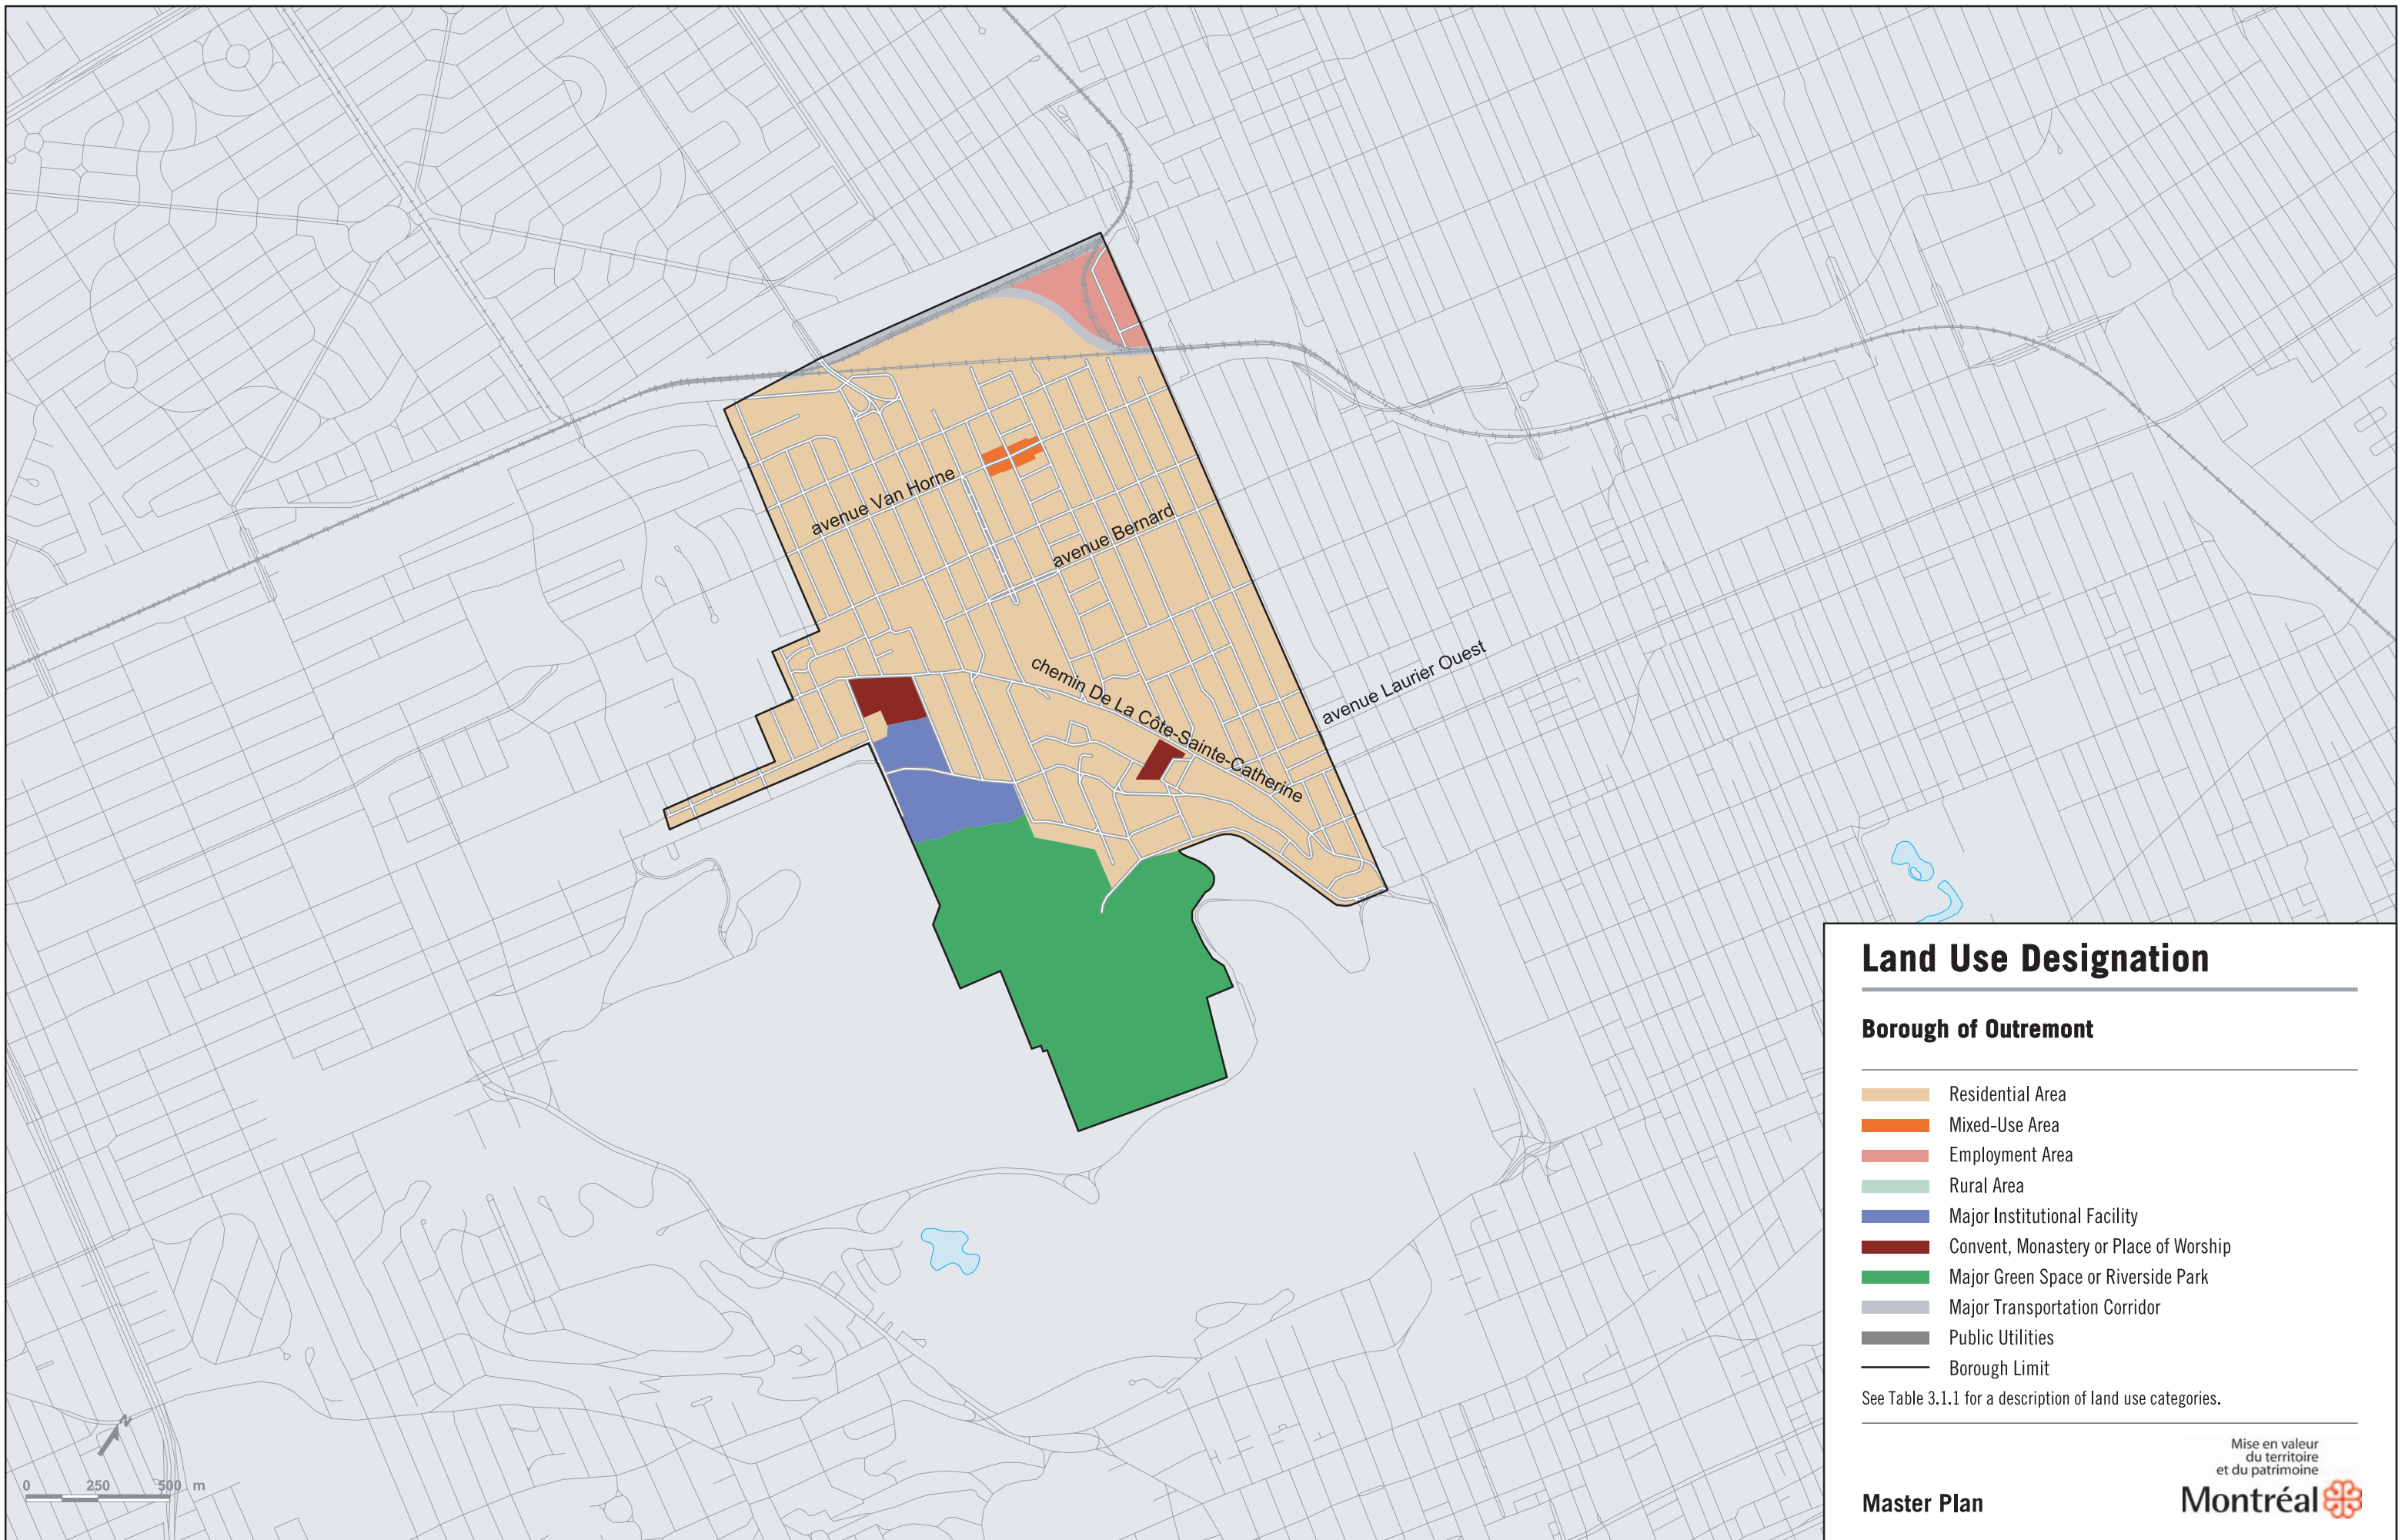 avenue Van Horne
avenue Bernard
chemin De La Côte-Sainte-Catherine
avenue Laurier Ouest
Land Use Designation
Borough of Outremont
Residential Area
Mixed-Use Area
Employment Area
Rural Area
Major Institutional Facility
Convent, Monastery or Place of Worship
Major Green Space or Riverside Park
Major Transportation Corridor
Public Utilities
Borough Limit
See Table 3.1.1 for a description of land use categories.
N
0 250 500 m
Mise en valeur
du territoire
et du patrimoine
Master Plan
Montréal